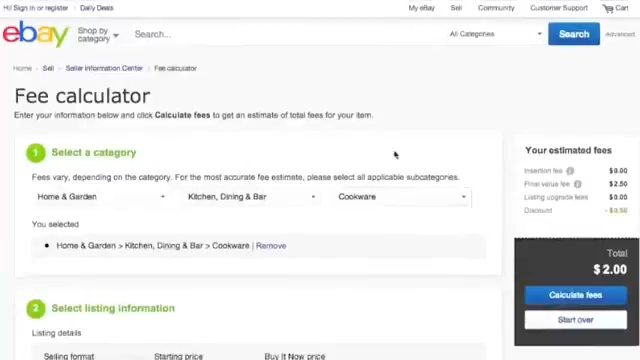 Hi! Sign in or register | Daily Deals My eBay Sell Community Customer Support Cart
ebay Shop by category Search... All Categories Search Advanced
Home > Sell > Seller Information Center > Fee calculator
Fee calculator
Enter your information below and click Calculate fees to get an estimate of total fees for your item.
1 Select a category
Fees vary, depending on the category. For the most accurate fee estimate, please select all applicable subcategories.
Home & Garden Kitchen, Dining & Bar Cookware
You selected
• Home & Garden > Kitchen, Dining & Bar > Cookware | Remove
2 Select listing information
Listing details
Selling format Starting price Buy It Now price
Your estimated fees
Insertion fee $0.00
Final value fee $2.50
Listing upgrade fees $0.00
Discount - $0.50
Total
$2.00
Calculate fees
Start over